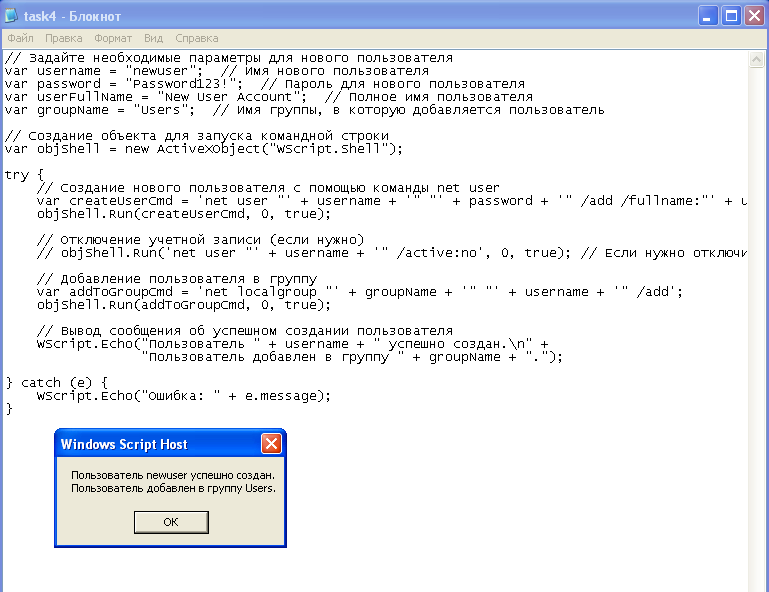 task4 - Блокнот
Файл Правка Формат Вид Справка
// Задайте необходимые параметры для нового пользователя
var username = "newuser";  // Имя нового пользователя
var password = "Password123!";  // Пароль для нового пользователя
var userFullName = "New User Account";  // Полное имя пользователя
var groupName = "Users";  // Имя группы, в которую добавляется пользователь
// Создание объекта для запуска командной строки
var objShell = new ActiveXObject("WScript.Shell");
try {
    // Создание нового пользователя с помощью команды net user
    var createUserCmd = 'net user "' + username + '" "' + password + '" /add /fullname:"' + u
    objShell.Run(createUserCmd, 0, true);
    // Отключение учетной записи (если нужно)
    // objShell.Run('net user "' + username + '" /active:no', 0, true); // Если нужно отключи
    // Добавление пользователя в группу
    var addToGroupCmd = 'net localgroup "' + groupName + '" "' + username + '" /add';
    objShell.Run(addToGroupCmd, 0, true);
    // Вывод сообщения об успешном создании пользователя
    WScript.Echo("Пользователь " + username + " успешно создан.\n" +
                 "Пользователь добавлен в группу " + groupName + ".");
} catch (e) {
    WScript.Echo("Ошибка: " + e.message);
}
Windows Script Host
Пользователь newuser успешно создан.
Пользователь добавлен в группу Users.
OK